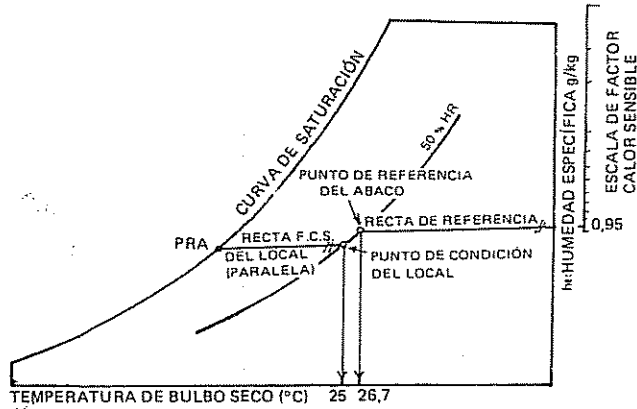 CURVA DE SATURACIÓN
50 % HR
PUNTO DE REFERENCIA
DEL ABACO
RECTA DE REFERENCIA
0,95
PRA
RECTA F.C.S.
DEL LOCAL
(PARALELA)
PUNTO DE CONDICIÓN
DEL LOCAL
HUMEDAD ESPECÍFICA g/kg
ESCALA DE FACTOR
CALOR SENSIBLE
TEMPERATURA DE BULBO SECO (°C) 25 26,7